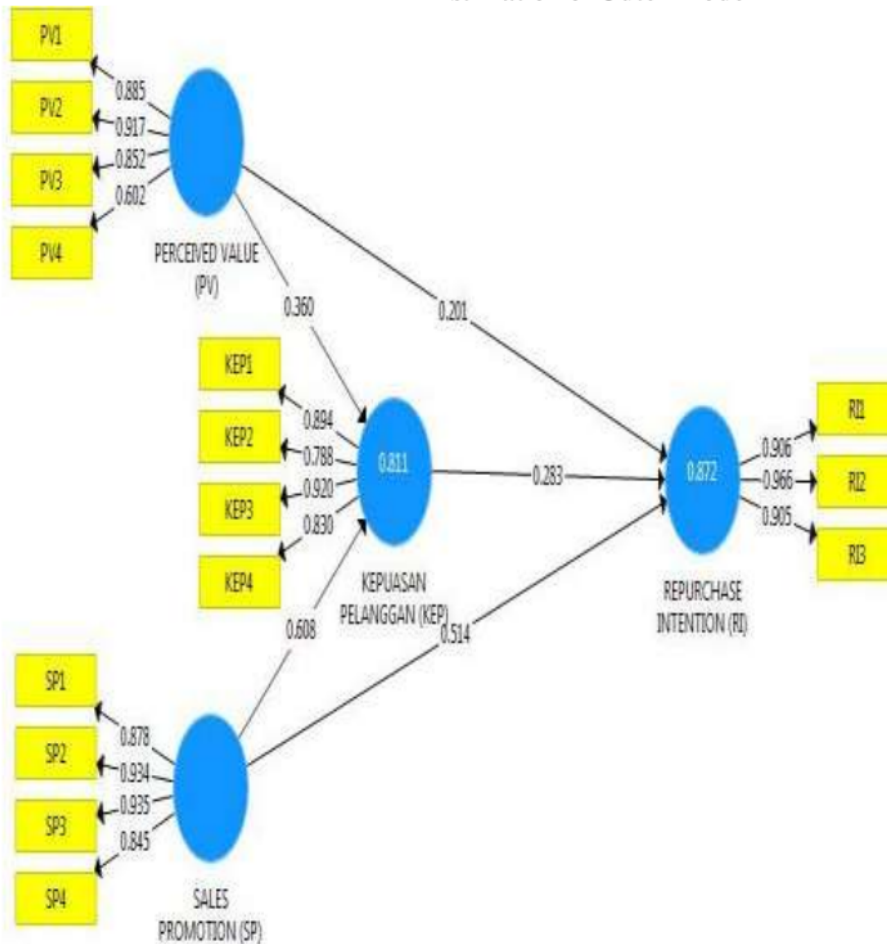 PV1
0.885
PV2
0.917
0.852
PV3
0.602
PV4
PERCEIVED VALUE
(PV)
0.360
0.201
KEP1
0.894
KEP2
0.788
0.920
KEP3
0.830
KEP4
0.811
KEPUASAN
PELANGGAN (KEP)
0.283
0.872
REPURCHASE
INTENTION (RI)
RI1
0.906
0.966
RI2
0.905
RI3
0.608
0.514
SP1
0.878
SP2
0.934
0.935
SP3
0.845
SP4
SALES
PROMOTION (SP)